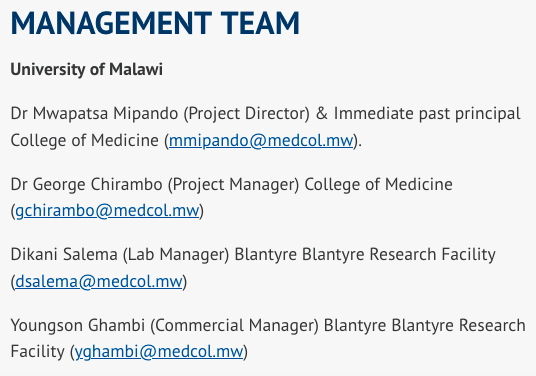 MANAGEMENT TEAM
University of Malawi
Dr Mwapatsa Mipando (Project Director) & Immediate past principal
College of Medicine (mmipando@medcol.mw).
Dr George Chirambo (Project Manager) College of Medicine
(gchirambo@medcol.mw)
Dikani Salema (Lab Manager) Blantyre Blantyre Research Facility
(dsalema@medcol.mw)
Youngson Ghambi (Commercial Manager) Blantyre Blantyre Research
Facility (yghambi@medcol.mw)